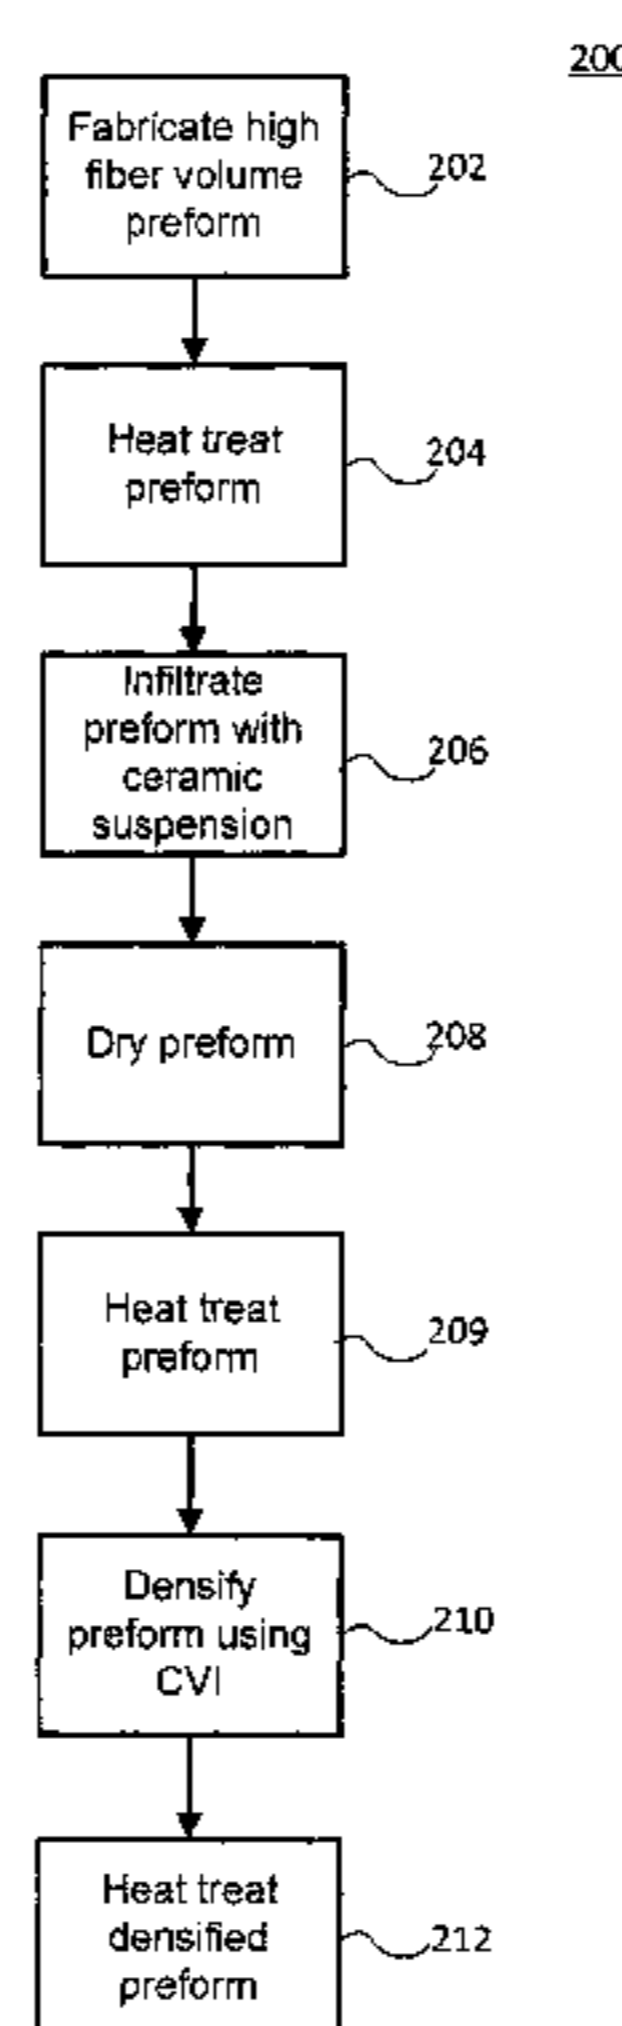 200
Fabricate high
fiber volume
preform
202
Heat treat
preform
204
Infiltrate
preform with
ceramic
suspension
206
Dry preform
208
Heat treat
preform
209
Densify
preform using
CVI
210
Heat treat
densified
preform
212